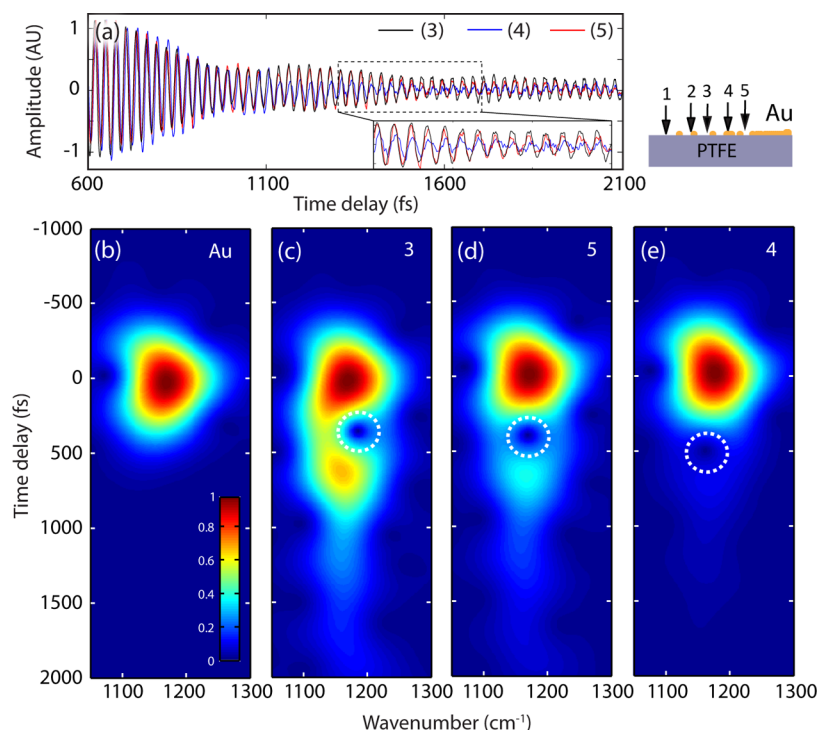 (a)
(3) (4) (5)
Amplitude (AU)
1
0
-1
600 1100 1600 2100
Time delay (fs)
1 2 3 4 5
Au
PTFE
(b) Au
(c) 3
(d) 5
(e) 4
Time delay (fs)
-1000
-500
0
500
1000
1500
2000
1
0.8
0.6
0.4
0.2
0
1100 1200 1300
1100 1200 1300
1100 1200 1300
1100 1200 1300
Wavenumber (cm⁻¹)